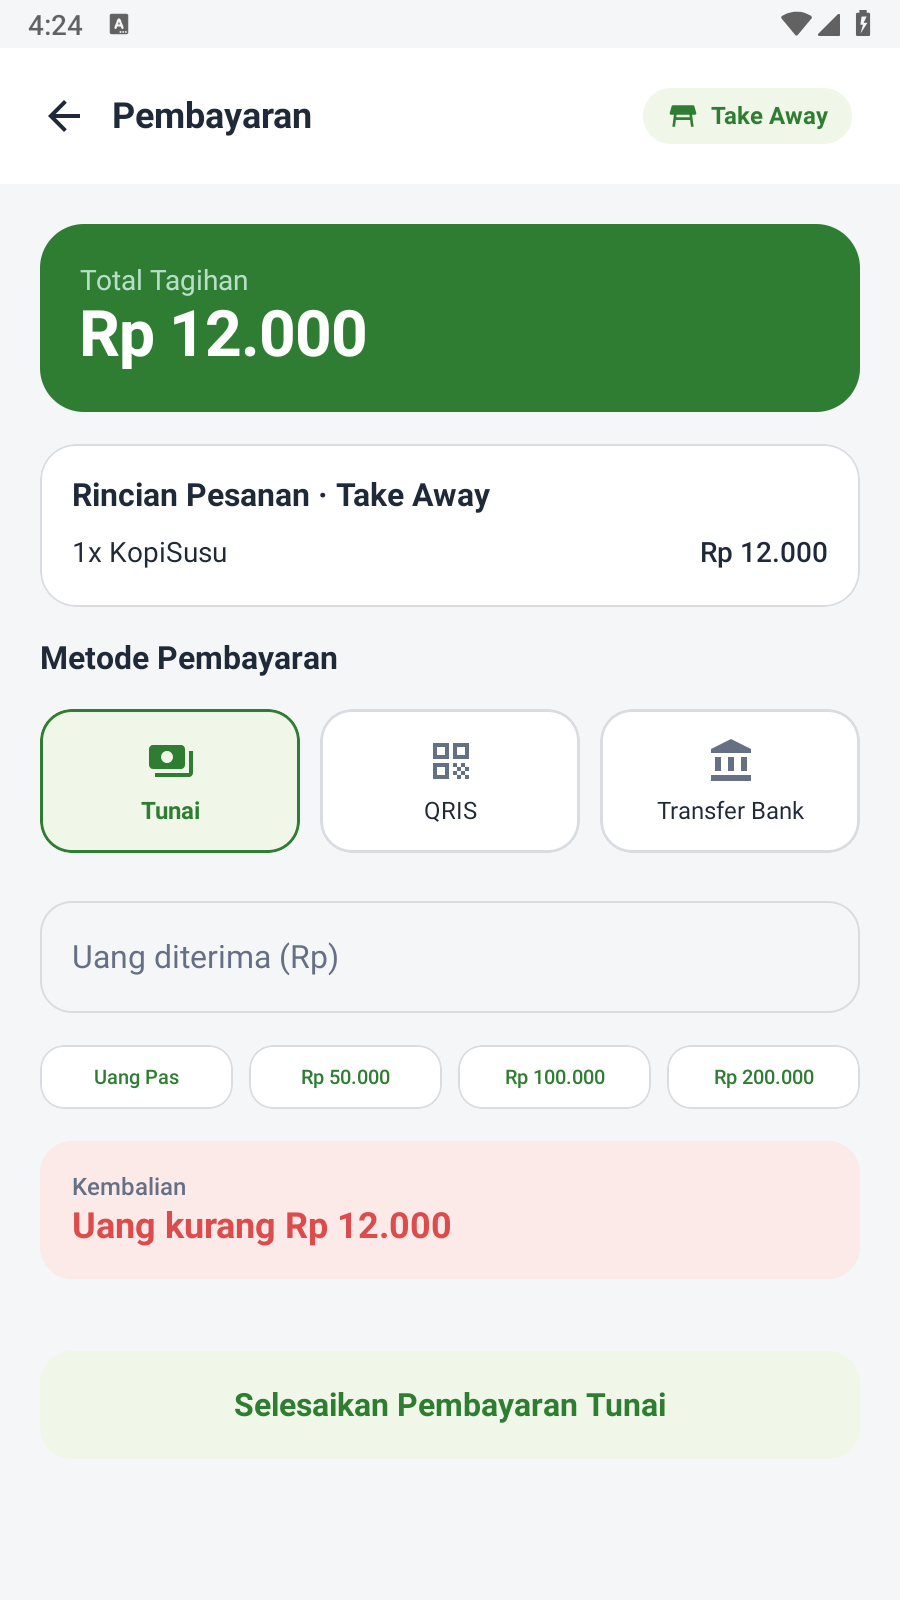 4:24
A
Pembayaran
Take Away
Total Tagihan
Rp 12.000
Rincian Pesanan · Take Away
1x KopiSusu Rp 12.000
Metode Pembayaran
Tunai QRIS Transfer Bank
Uang diterima (Rp)
Uang Pas Rp 50.000 Rp 100.000 Rp 200.000
Kembalian
Uang kurang Rp 12.000
Selesaikan Pembayaran Tunai